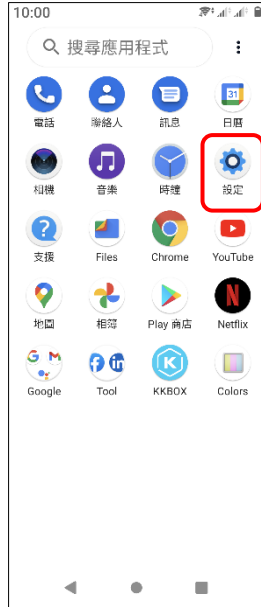 10:00
搜尋應用程式
電話 聯絡人 訊息 日曆
31
相機 音樂 時鐘 設定
支援 Files Chrome YouTube
地圖 相簿 Play 商店 Netflix
Google Tool KKBOX Colors